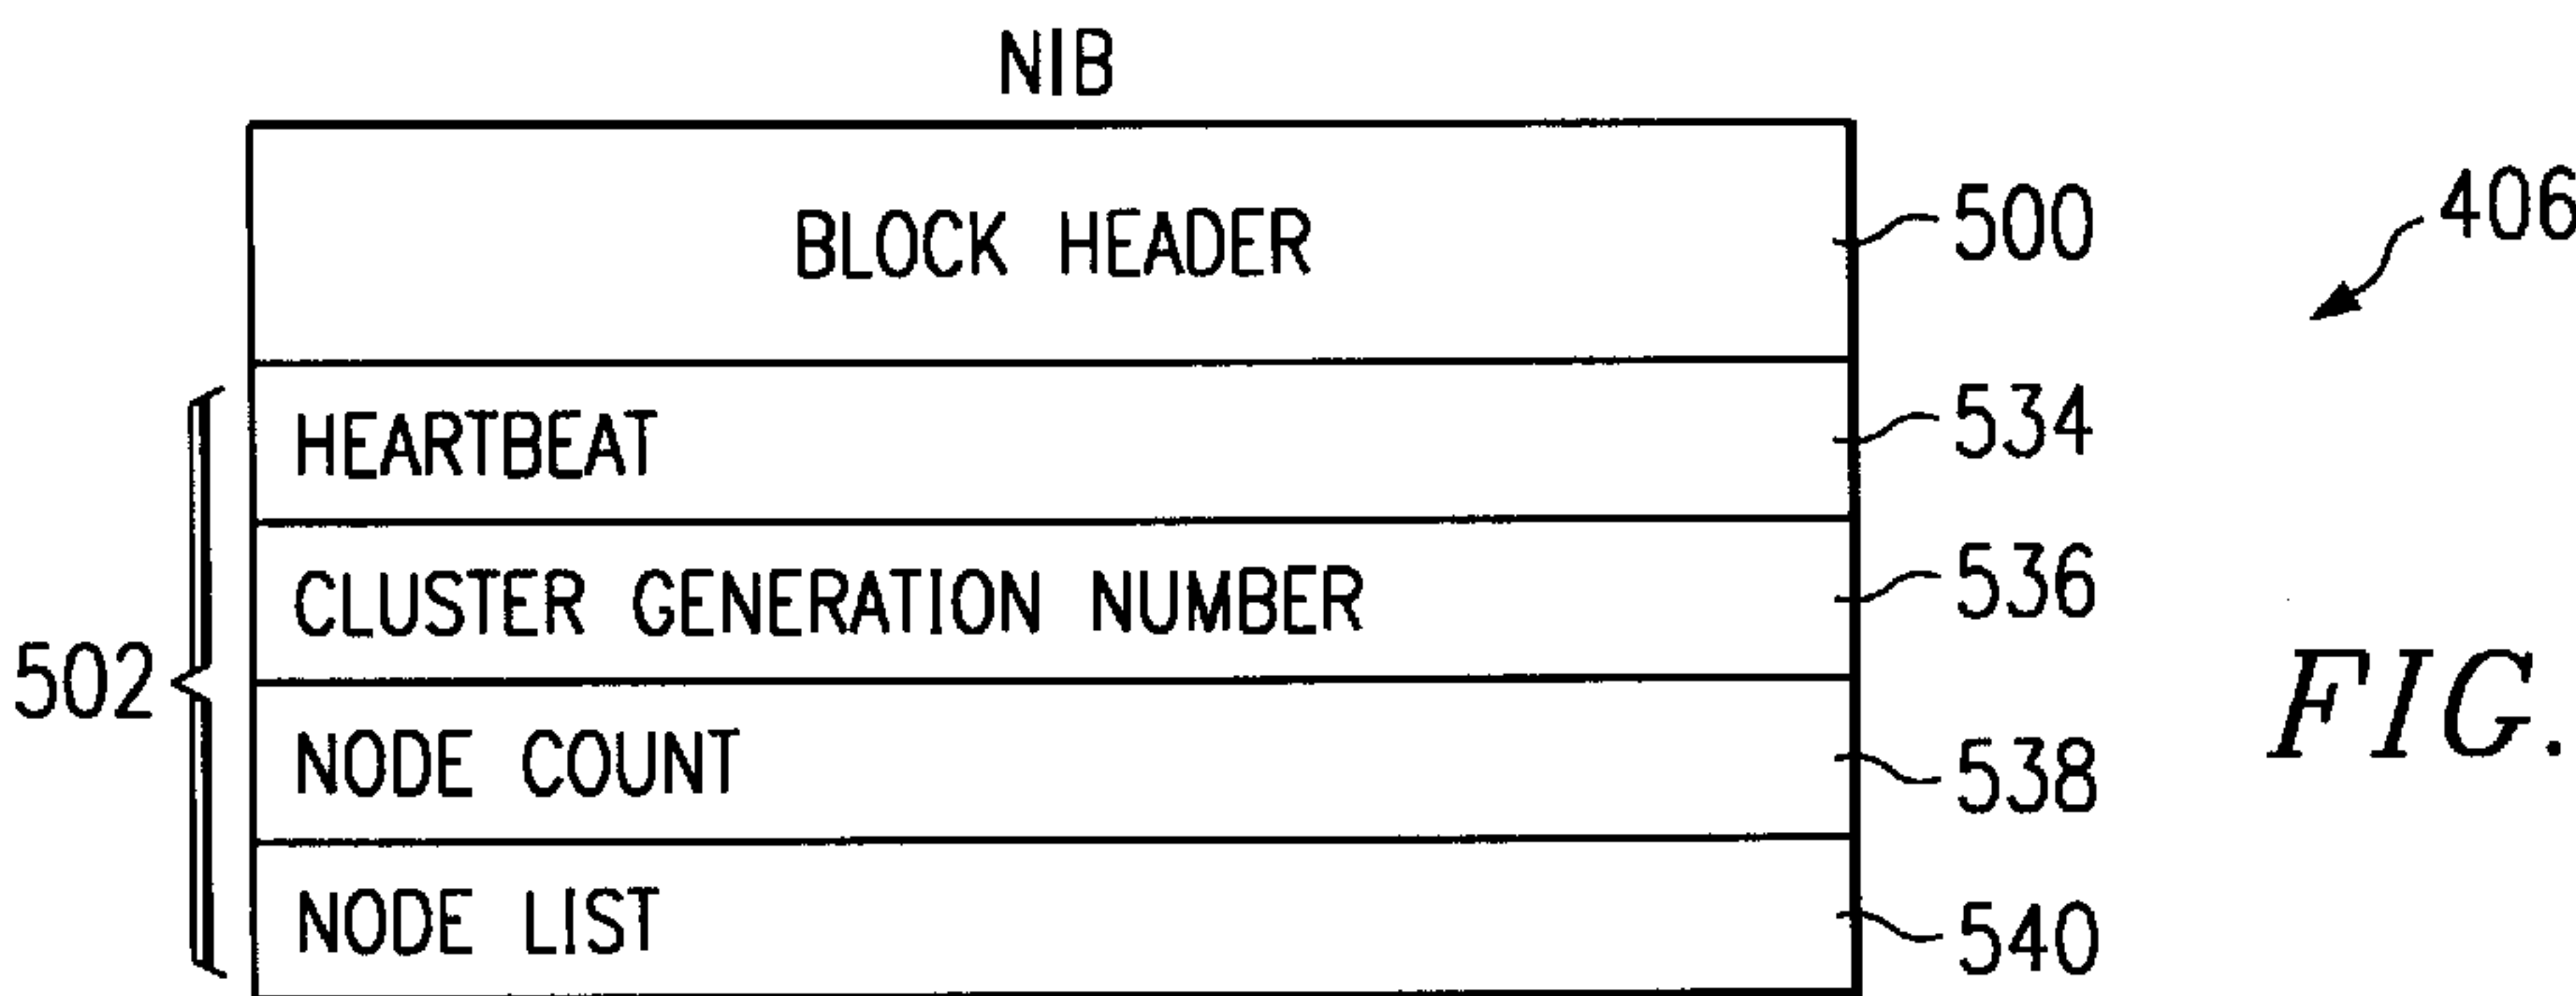 NIB
BLOCK HEADER 500
406
HEARTBEAT 534
CLUSTER GENERATION NUMBER 536
502
NODE COUNT 538
FIG.
NODE LIST 540